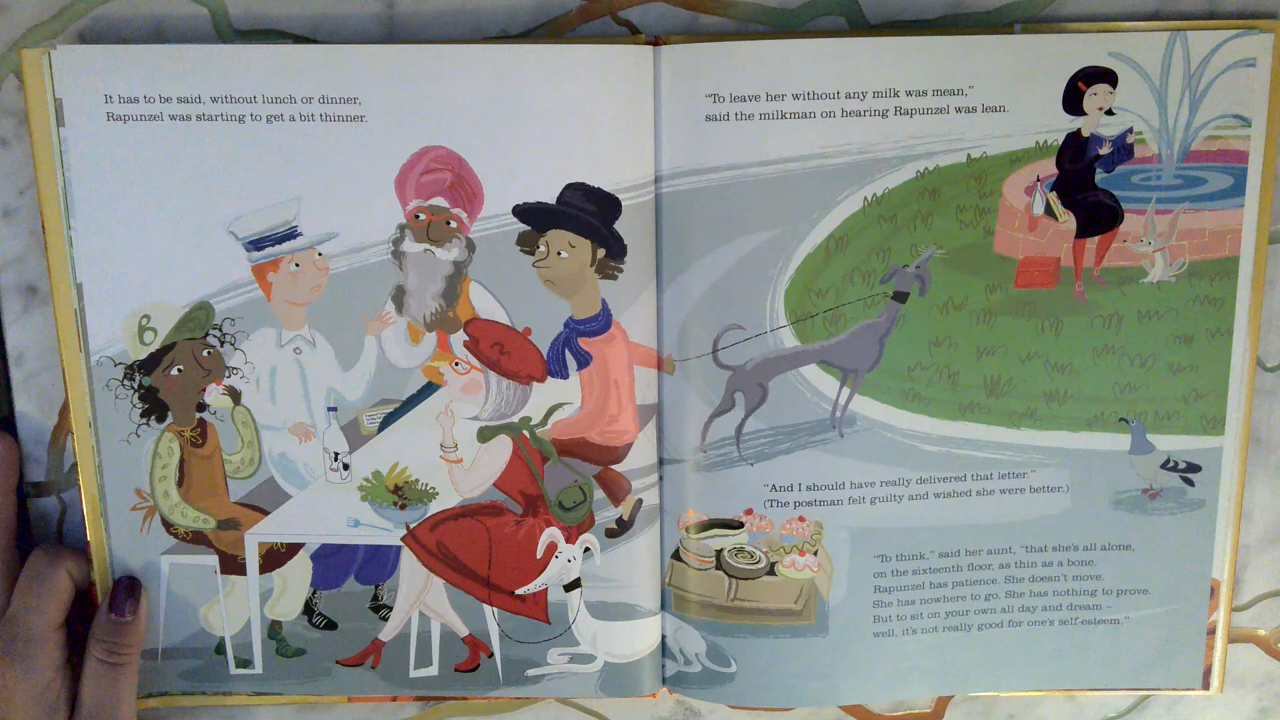 It has to be said, without lunch or dinner,
Rapunzel was starting to get a bit thinner.
B
“To leave her without any milk was mean,”
said the milkman on hearing Rapunzel was lean.
“And I should have really delivered that letter.”
(The postman felt guilty and wished she were better.)
“To think,” said her aunt, “that she’s all alone,
on the sixteenth floor, as thin as a bone.
Rapunzel has patience. She doesn’t move.
She has nowhere to go. She has nothing to prove.
But to sit on your own all day and dream –
well, it’s not really good for one’s self-esteem.”